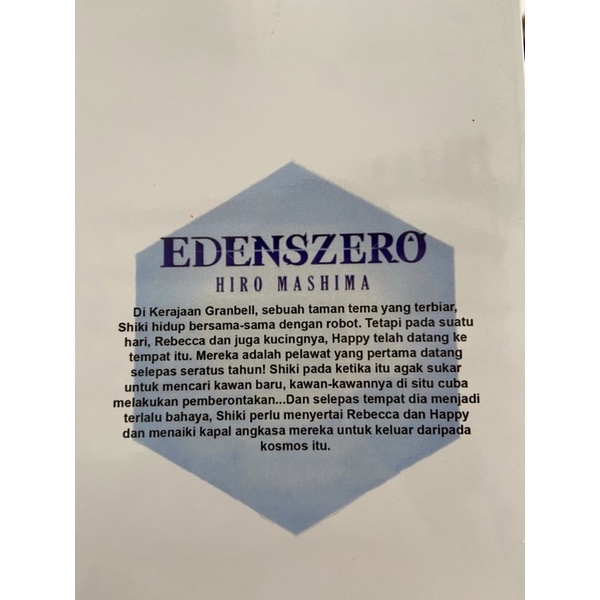 EDENSZERO
HIRO MASHIMA
Di Kerajaan Granbell, sebuah taman tema yang terbiar,
Shiki hidup bersama-sama dengan robot. Tetapi pada suatu
hari, Rebecca dan juga kucingnya, Happy telah datang ke
tempat itu. Mereka adalah pelawat yang pertama datang
selepas seratus tahun! Shiki pada ketika itu agak sukar
untuk mencari kawan baru, kawan-kawannya di situ cuba
melakukan pemberontakan...Dan selepas tempat dia menjadi
terlalu bahaya, Shiki perlu menyertai Rebecca dan Happy
dan menaiki kapal angkasa mereka untuk keluar daripada
kosmos itu.